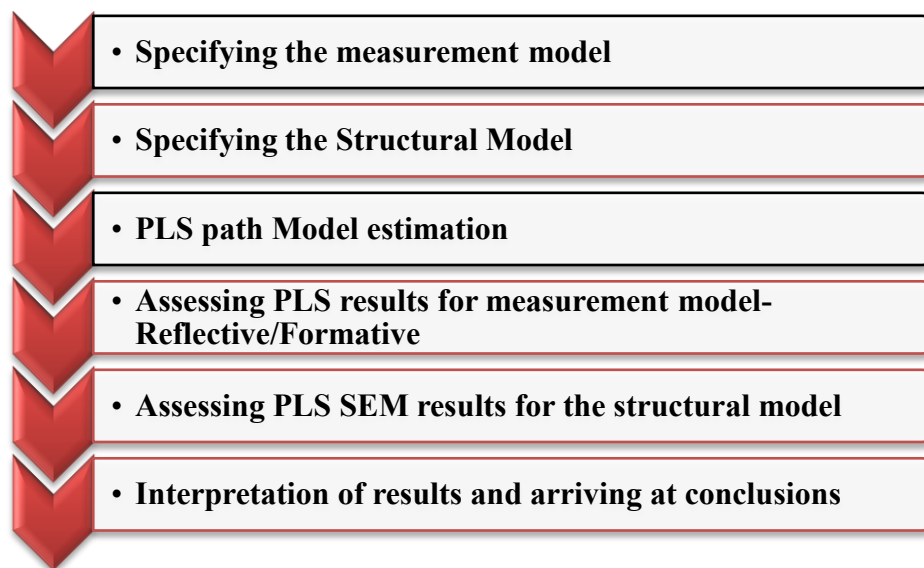 • Specifying the measurement model
• Specifying the Structural Model
• PLS path Model estimation
• Assessing PLS results for measurement model-
Reflective/Formative
• Assessing PLS SEM results for the structural model
• Interpretation of results and arriving at conclusions